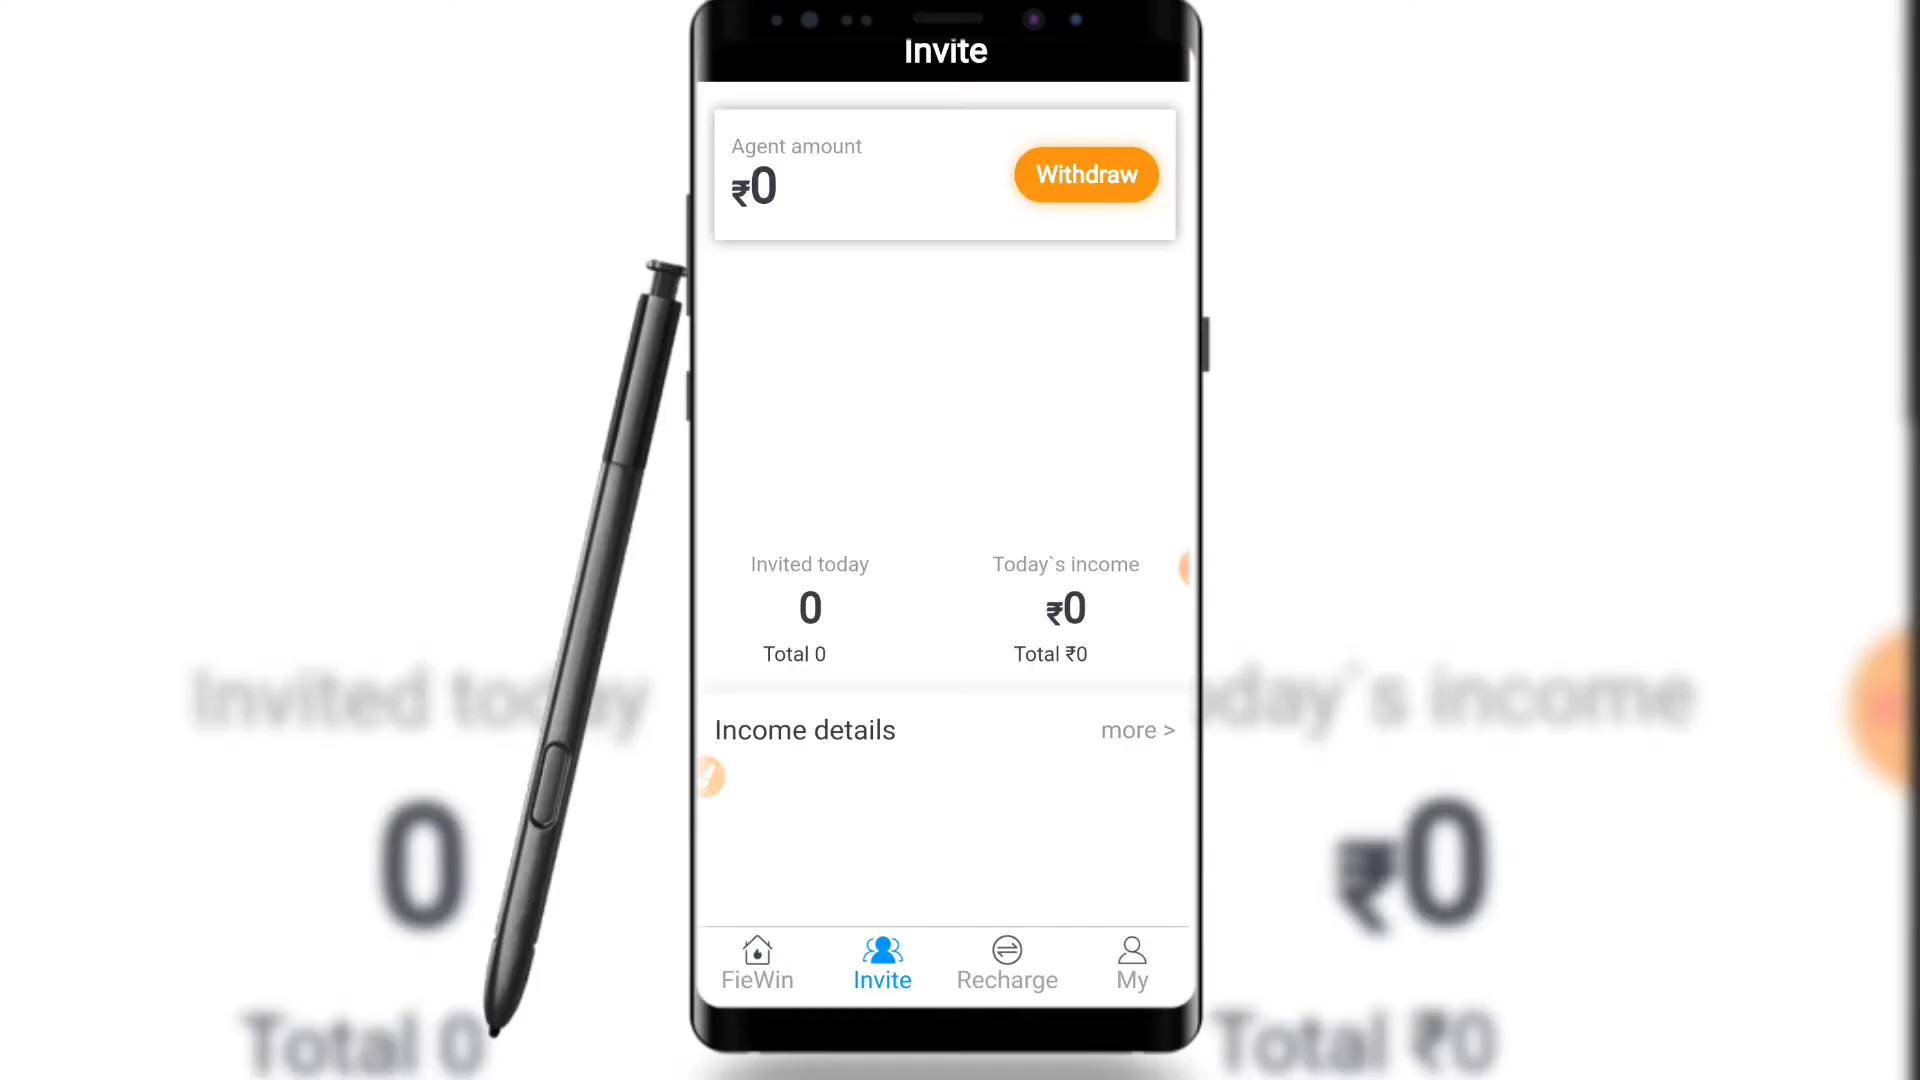 Invite
Agent amount
₹0
Withdraw
Invited today
Today`s income
0
₹0
Total 0
Total ₹0
Income details
more >
FieWin
Invite
Recharge
My
Invited today
oday`s income
0
₹0
Total 0
Total ₹0